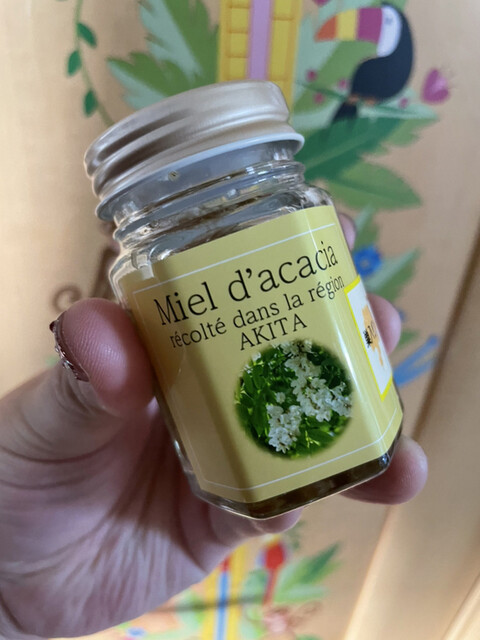 Miel d'acacia
récolté dans la région
AKITA